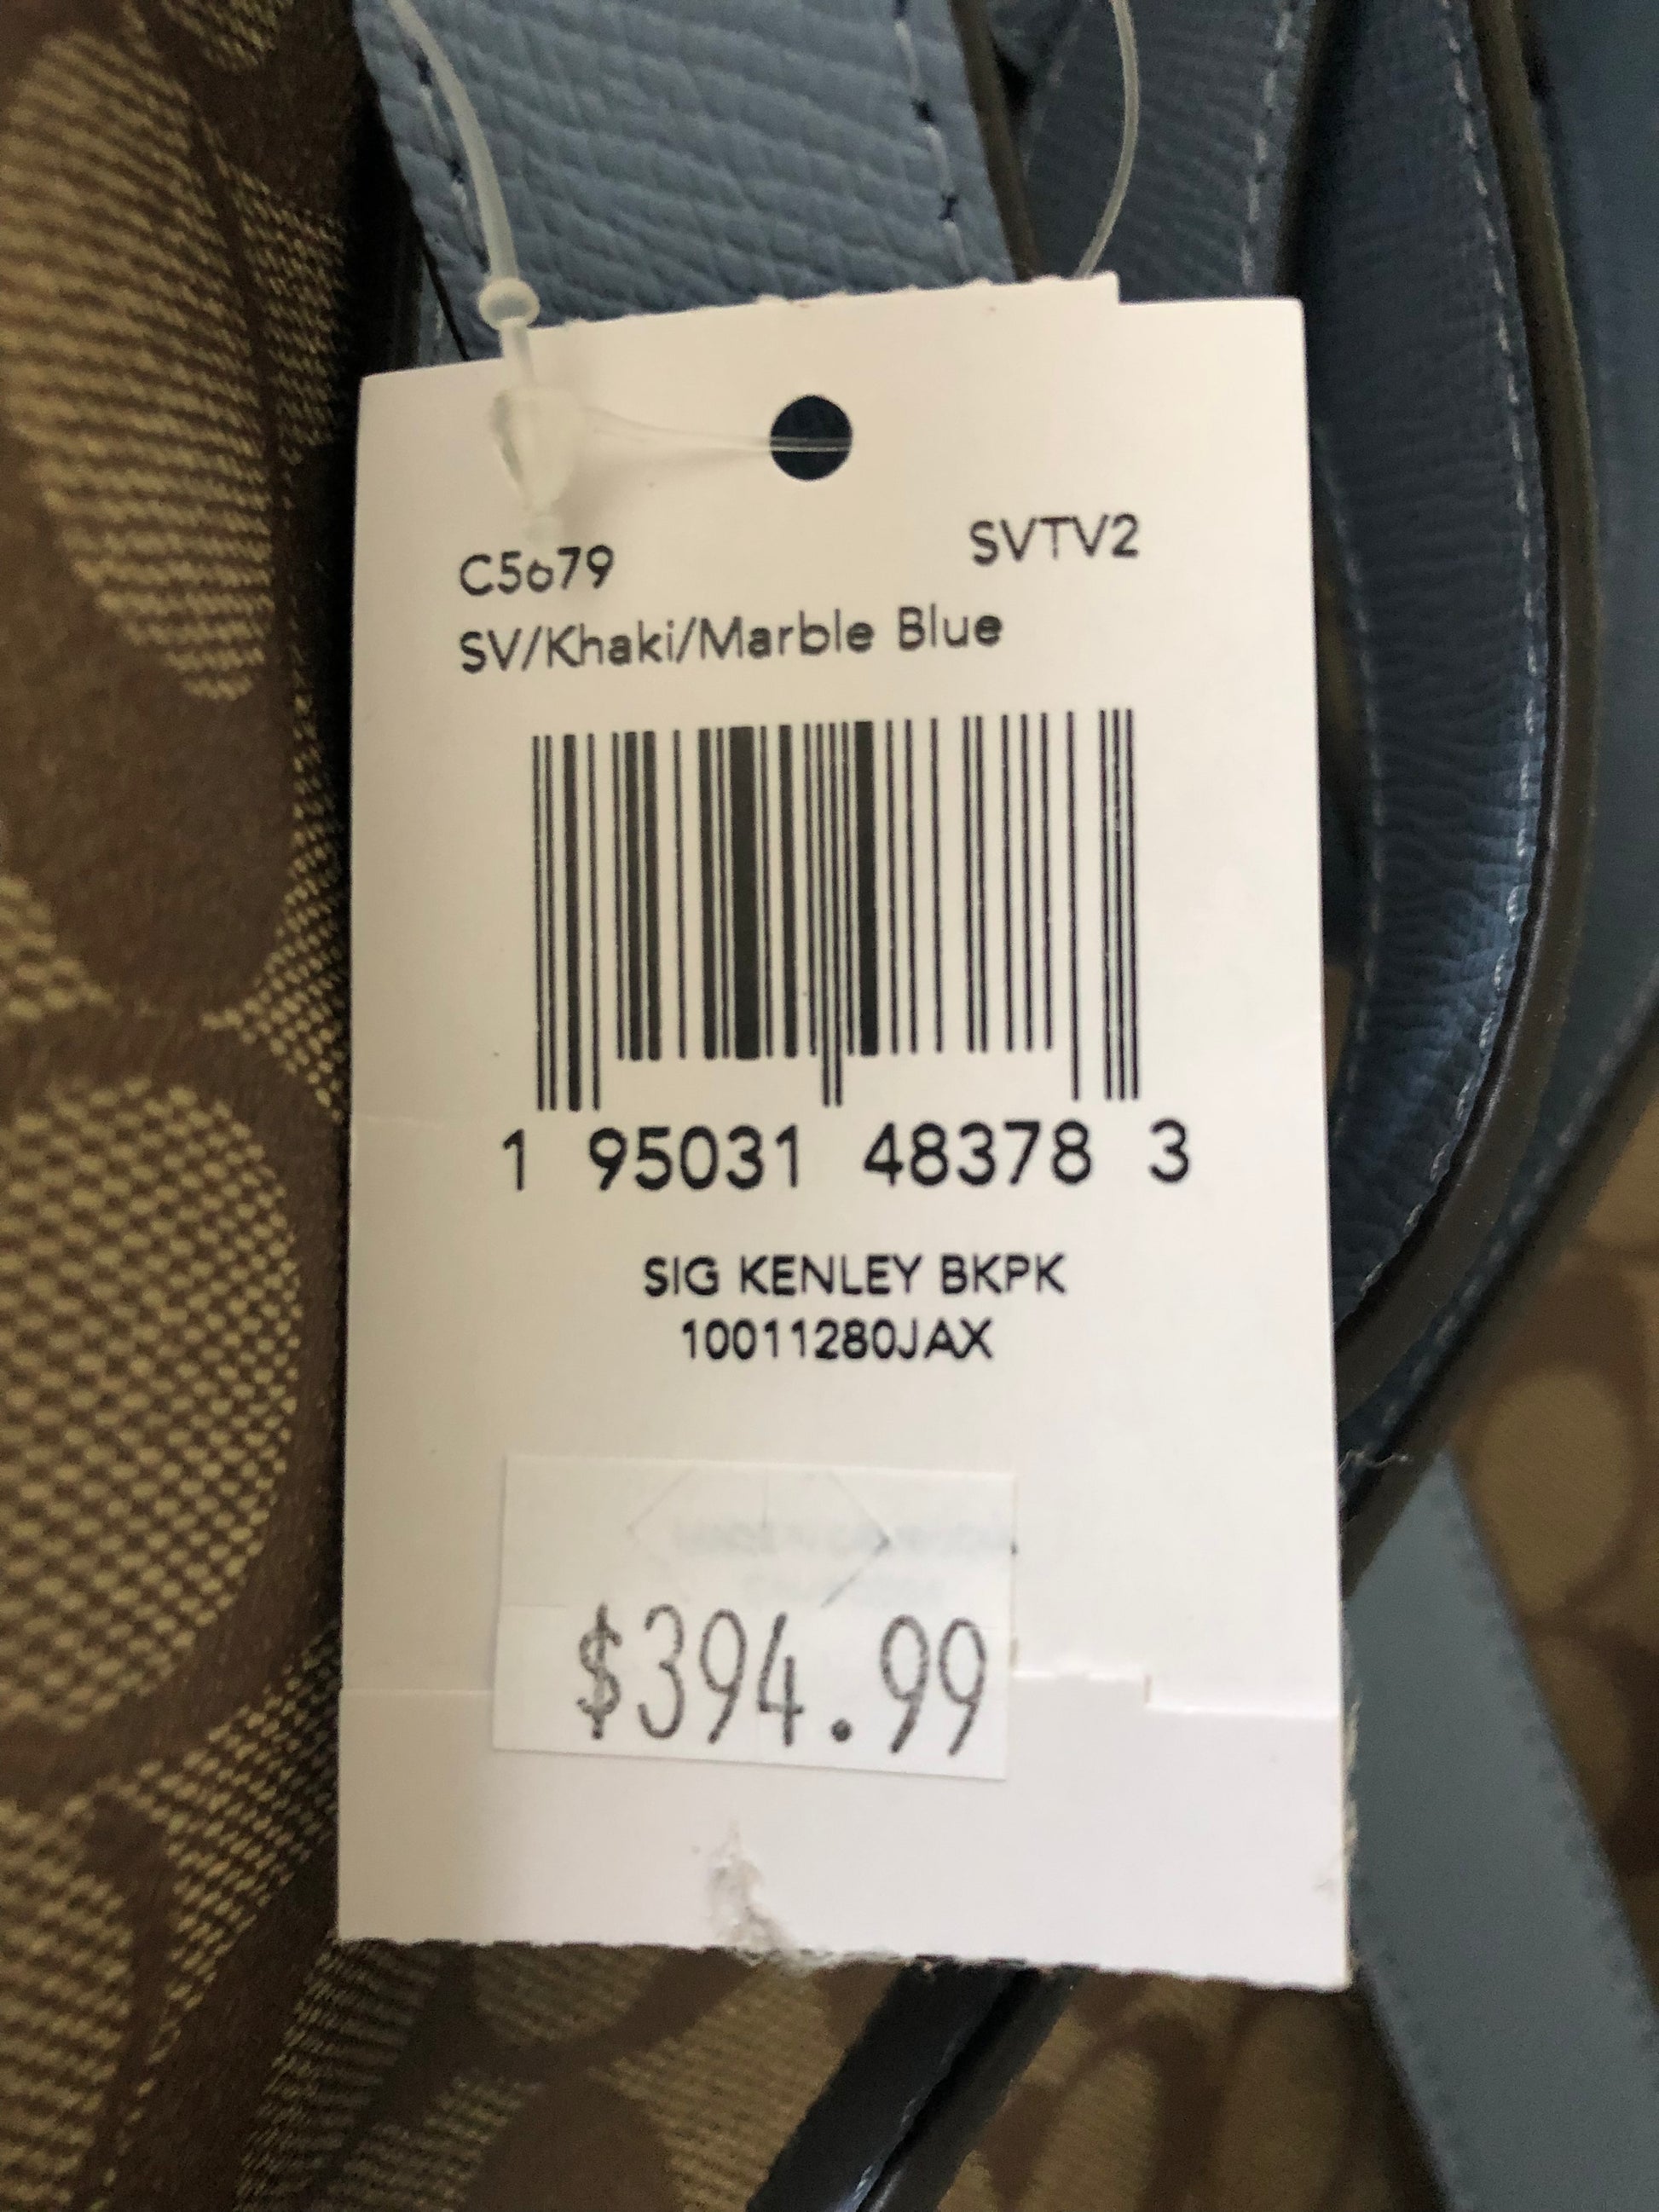 C5679 SVTV2
SV/Khaki/Marble Blue
1 95031 48378 3
SIG KENLEY BKPK
10011280JAX
$394.99